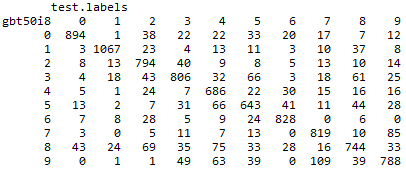 test.labels
gbt50i8 0 1 2 3 4 5 6 7 8 9
0 894 1 38 22 22 33 20 17 7 12
1 3 1067 23 4 13 11 3 10 37 8
2 8 13 794 40 9 8 5 13 10 14
3 4 18 43 806 32 66 3 18 61 25
4 5 1 24 7 686 22 30 15 16 16
5 13 2 7 31 66 643 41 11 44 28
6 7 8 28 5 9 24 828 0 6 0
7 3 0 5 11 7 13 0 819 10 85
8 43 24 69 35 75 33 28 16 744 33
9 0 1 1 49 63 39 0 109 39 788